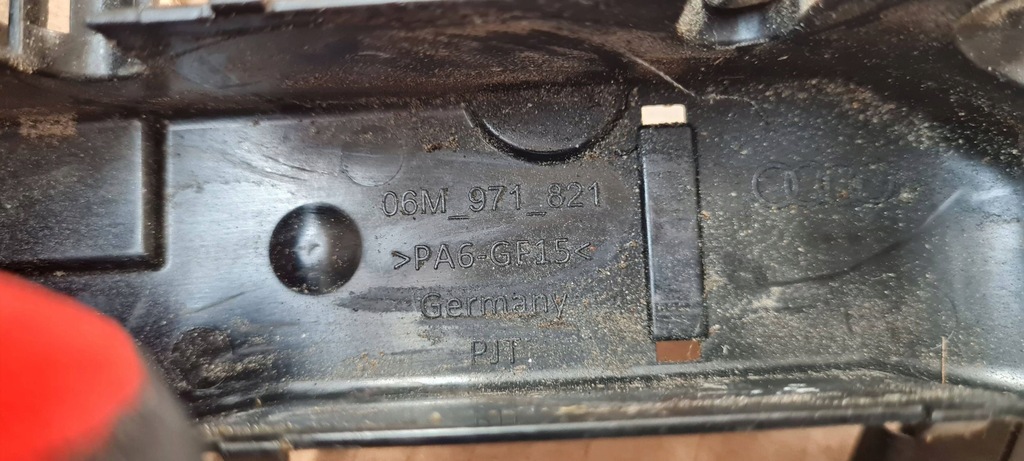 06M_971_821
>PA6-GF15<
Germany
PJT